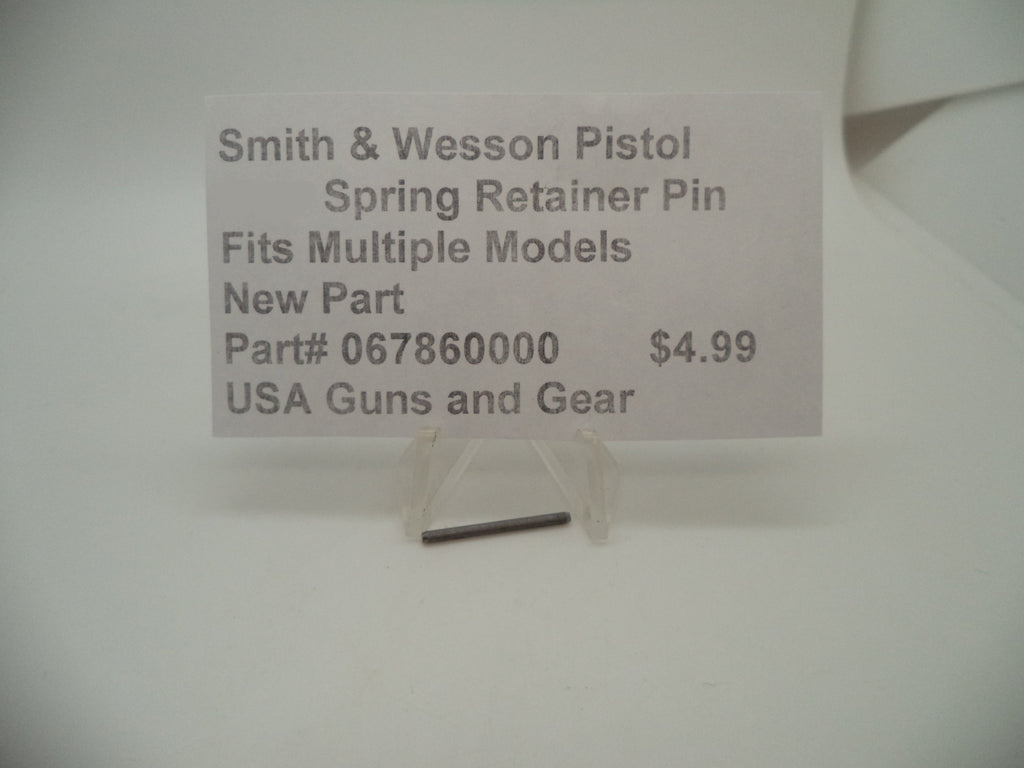 Smith & Wesson Pistol
Spring Retainer Pin
Fits Multiple Models
New Part
Part# 067860000 $4.99
USA Guns and Gear